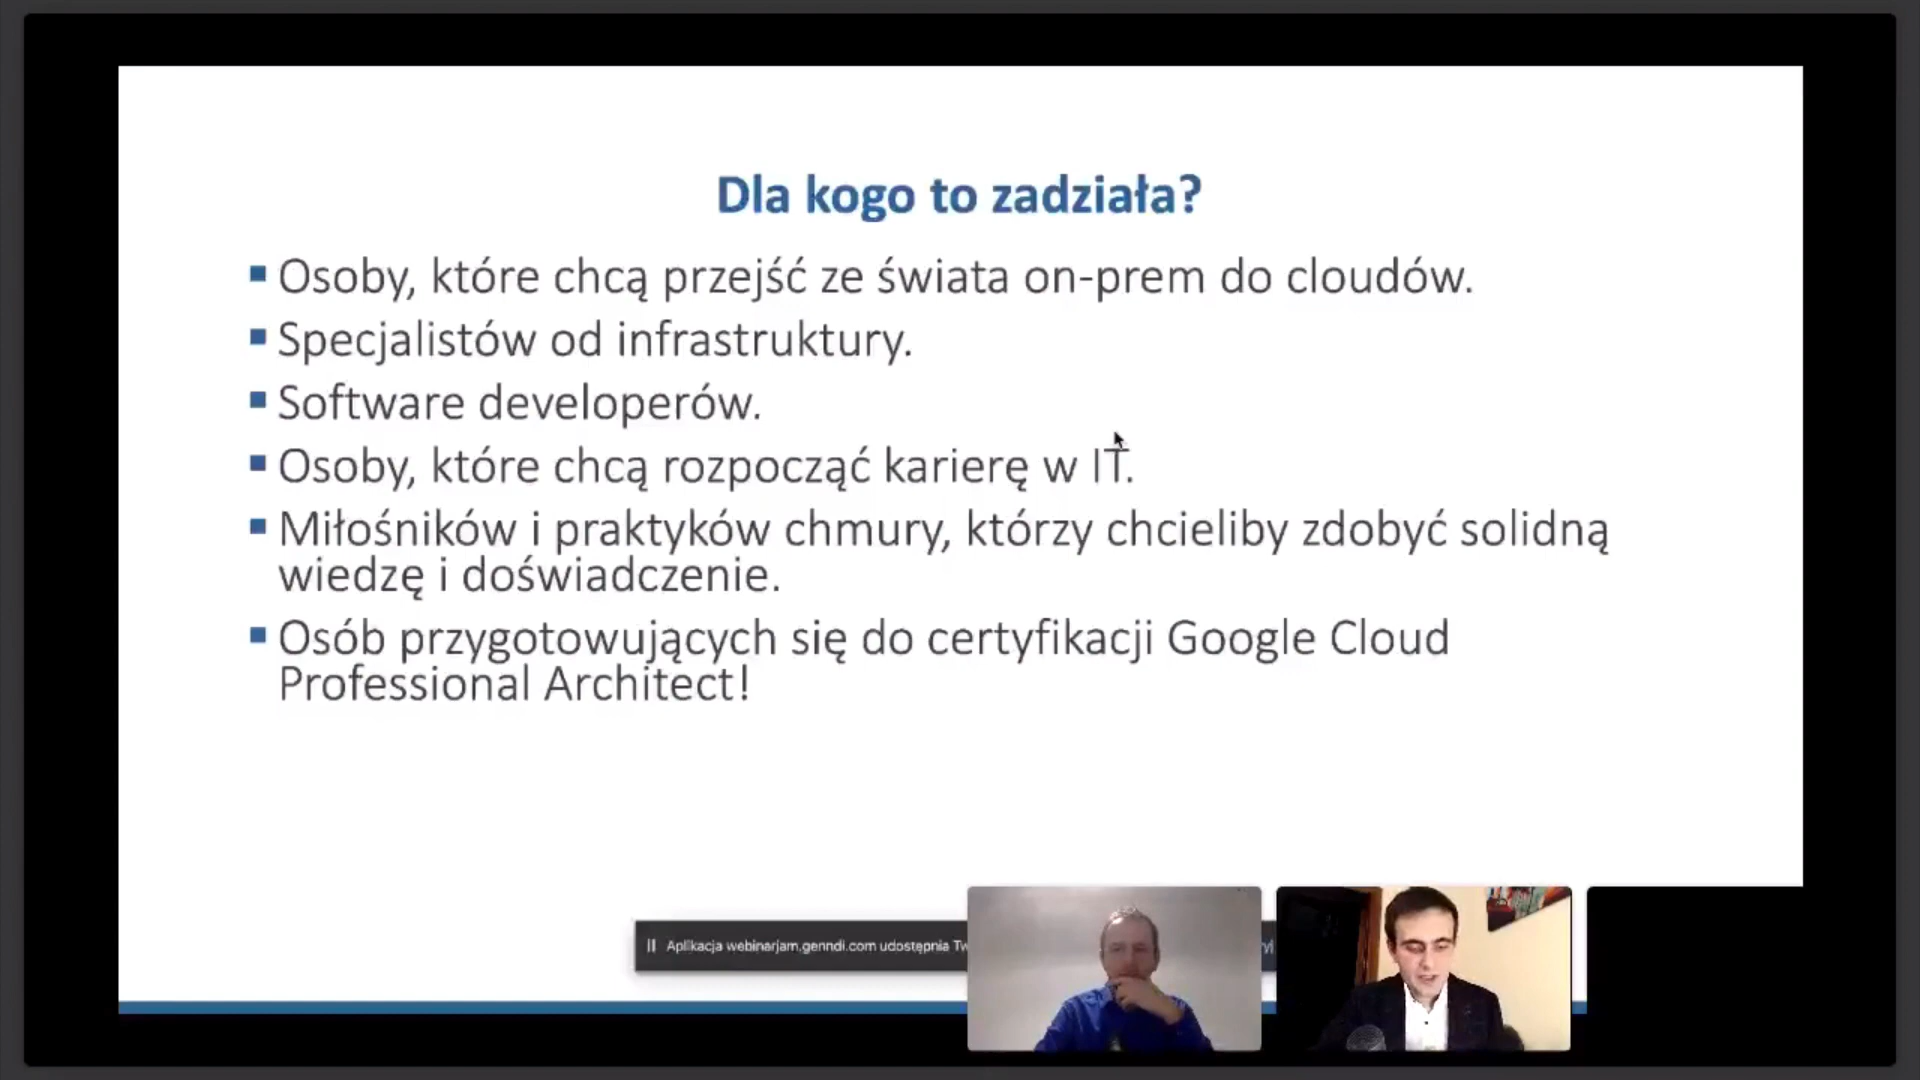 Dla kogo to zadziała?
Osoby, które chcą przejść ze świata on-prem do cloudów.
Specjalistów od infrastruktury.
Software developerów.
Osoby, które chcą rozpocząć karierę w IT.
Miłośników i praktyków chmury, którzy chcieliby zdobyć solidną
wiedzę i doświadczenie.
Osób przygotowujących się do certyfikacji Google Cloud
Professional Architect!
Aplikacja webinarjam.genndi.com udostępnia